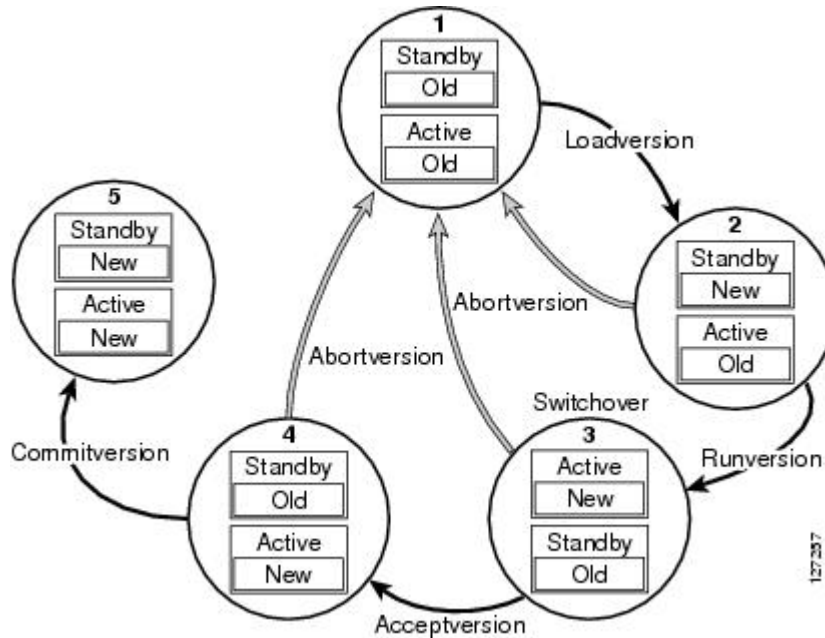 1
Standby
Old
Active
Old
Loadversion
5
Standby
New
Active
New
2
Standby
New
Active
Old
Abortversion
Abortversion
Switchover
Commitversion
4
Standby
Old
Active
New
3
Active
New
Standby
Old
Runversion
Acceptversion
127257